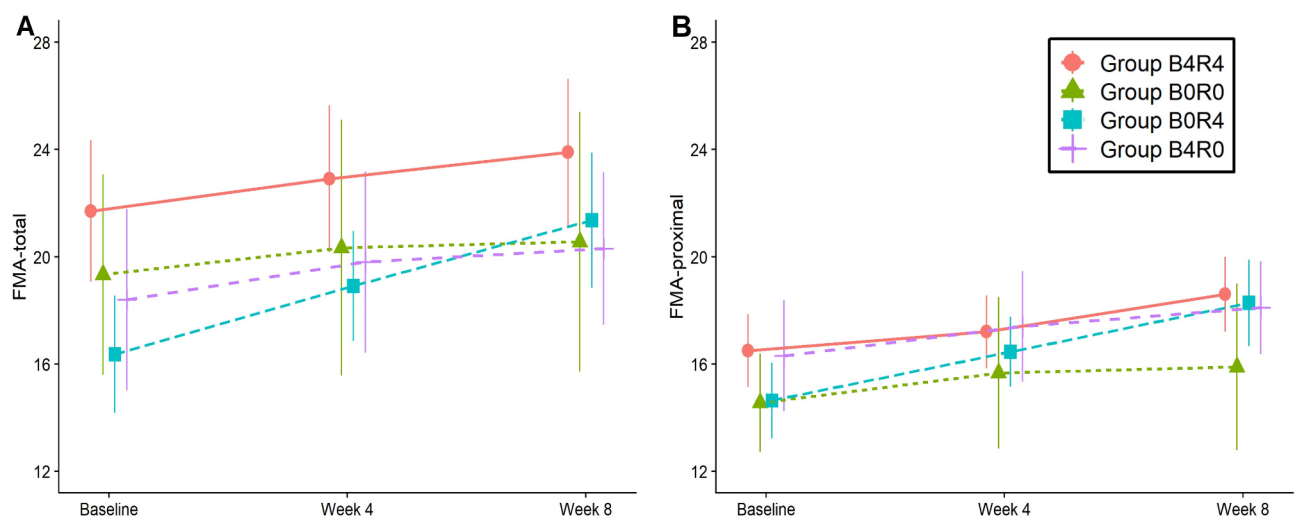 A
28
24
20
16
12
FMA-total
Baseline
Week 4
Week 8
B
28
24
20
16
12
FMA-proximal
Baseline
Week 4
Week 8
Group B4R4
Group B0R0
Group B0R4
Group B4R0